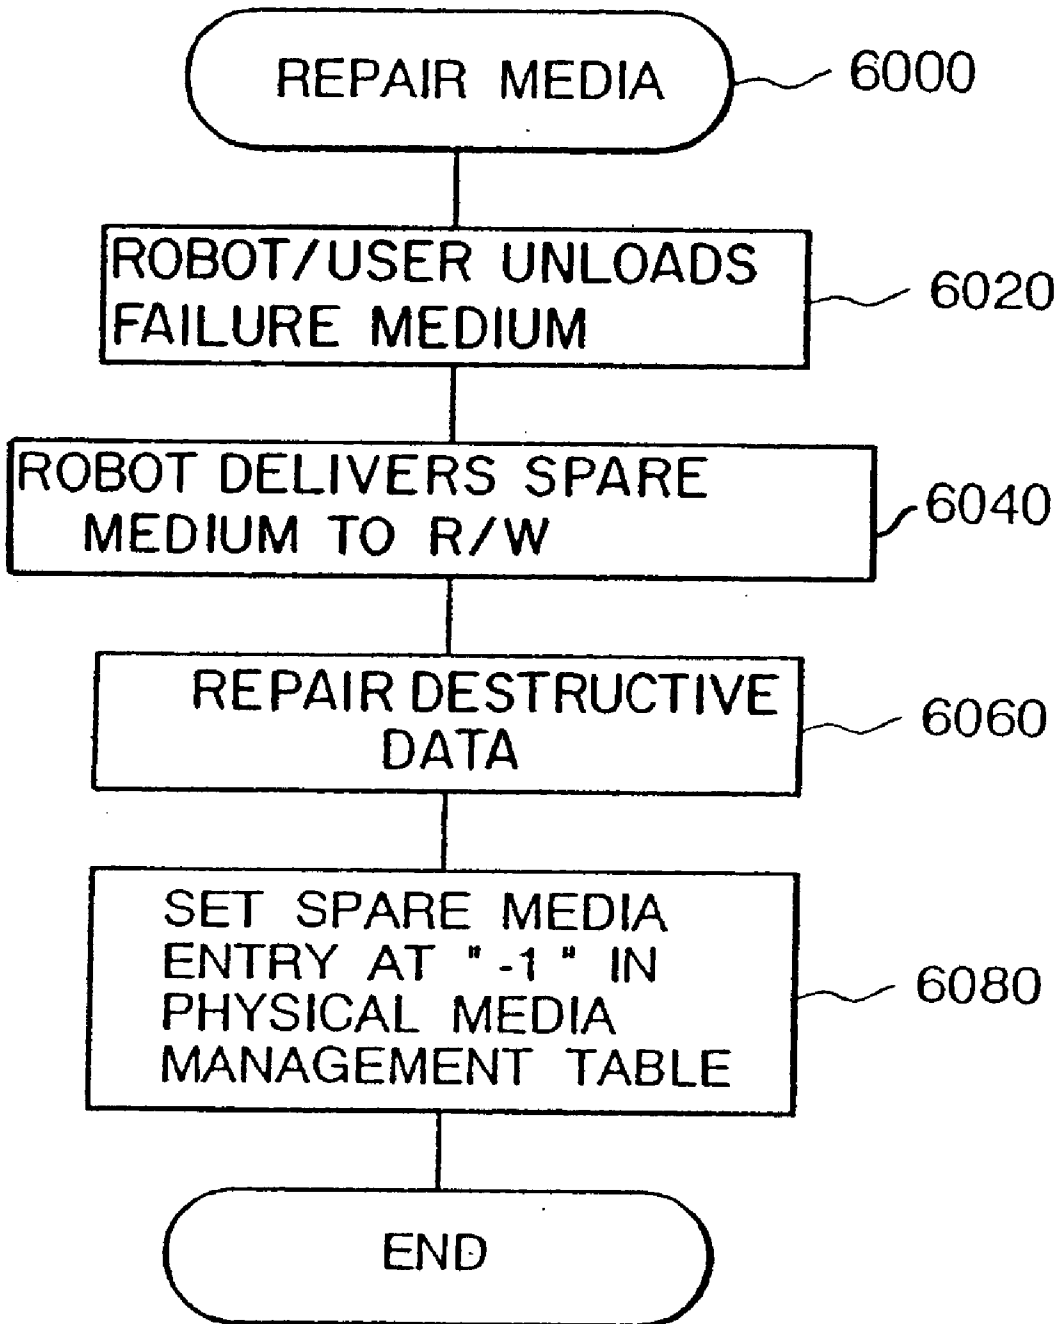 REPAIR MEDIA
6000
ROBOT/USER UNLOADS
FAILURE MEDIUM
6020
ROBOT DELIVERS SPARE
MEDIUM TO R/W
6040
REPAIR DESTRUCTIVE
DATA
6060
SET SPARE MEDIA
ENTRY AT "-1" IN
PHYSICAL MEDIA
MANAGEMENT TABLE
6080
END